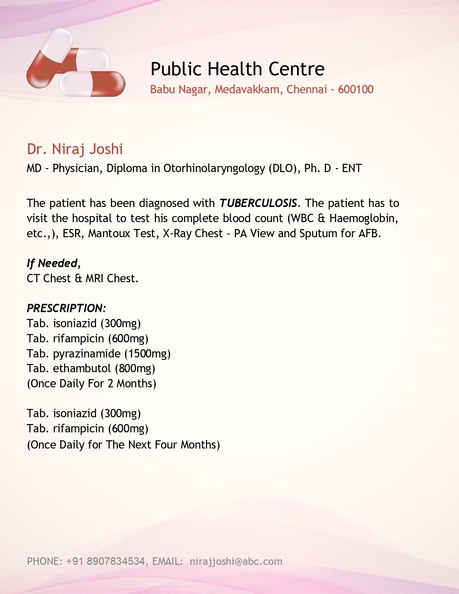 Public Health Centre
Babu Nagar, Medavakkam, Chennai - 600100
Dr. Niraj Joshi
MD - Physician, Diploma in Otorhinolaryngology (DLO), Ph. D - ENT
The patient has been diagnosed with TUBERCULOSIS. The patient has to
visit the hospital to test his complete blood count (WBC & Haemoglobin,
etc.,), ESR, Mantoux Test, X-Ray Chest – PA View and Sputum for AFB.
If Needed,
CT Chest & MRI Chest.
PRESCRIPTION:
Tab. isoniazid (300mg)
Tab. rifampicin (600mg)
Tab. pyrazinamide (1500mg)
Tab. ethambutol (800mg)
(Once Daily For 2 Months)
Tab. isoniazid (300mg)
Tab. rifampicin (600mg)
(Once Daily for The Next Four Months)
PHONE: +91 8907834534, EMAIL: nirajjoshi@abc.com